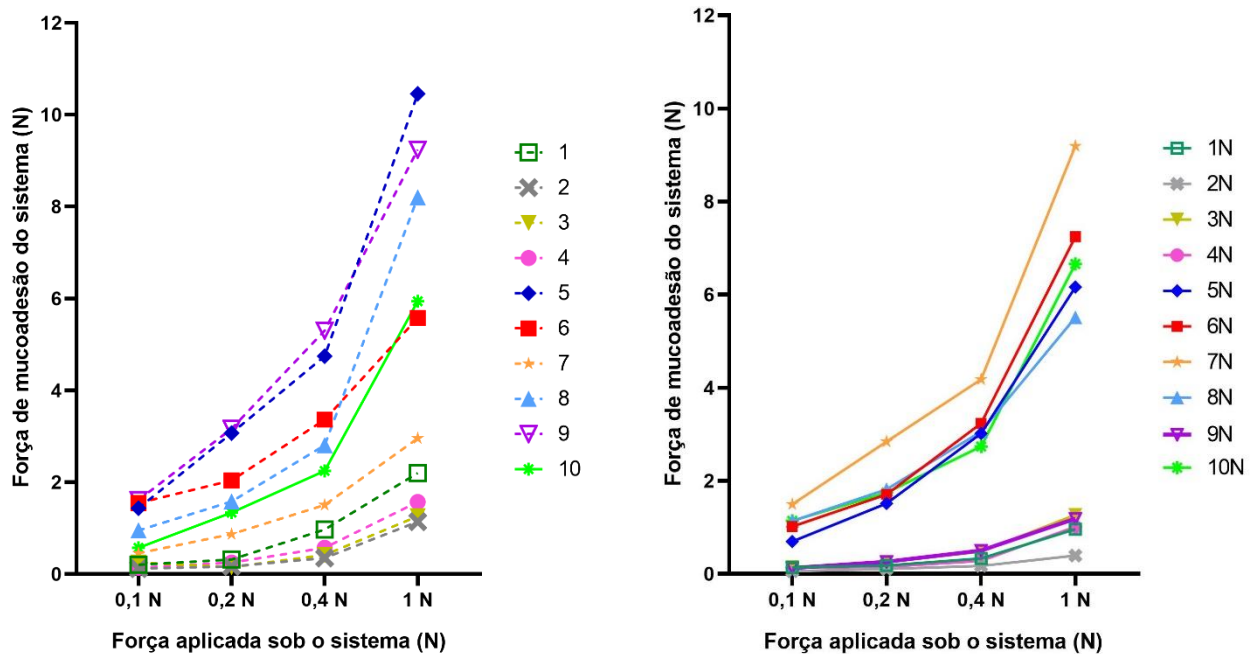 Força de mucoadesão do sistema (N)
12
10
8
6
4
2
0
0,1 N
0,2 N
0,4 N
1 N
Força aplicada sob o sistema (N)
1
2
3
4
5
6
7
8
9
10
Força de mucoadesão do sistema (N)
12
10
8
6
4
2
0
0,1 N
0,2 N
0,4 N
1 N
Força aplicada sob o sistema (N)
1N
2N
3N
4N
5N
6N
7N
8N
9N
10N